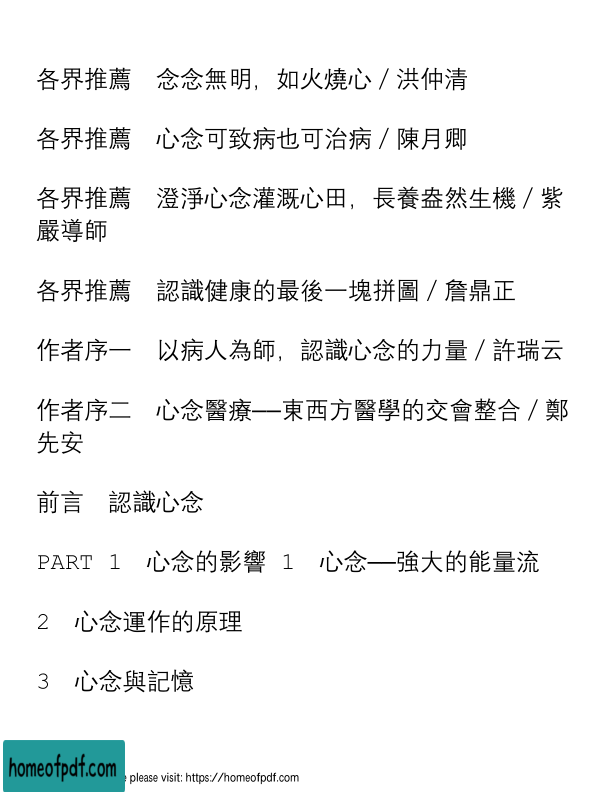 各界推薦　念念無明，如火燒心／洪仲清
各界推薦　心念可致病也可治病／陳月卿
各界推薦　澄淨心念灌溉心田，長養盎然生機／紫
嚴導師
各界推薦　認識健康的最後一塊拼圖／詹鼎正
作者序一　以病人為師，認識心念的力量／許瑞云
作者序二　心念醫療──東西方醫學的交會整合／鄭
先安
前言　認識心念
PART 1　心念的影響 1　心念──強大的能量流
2　心念運作的原理
3　心念與記憶
homeofpdf.com
please visit: https://homeofpdf.com